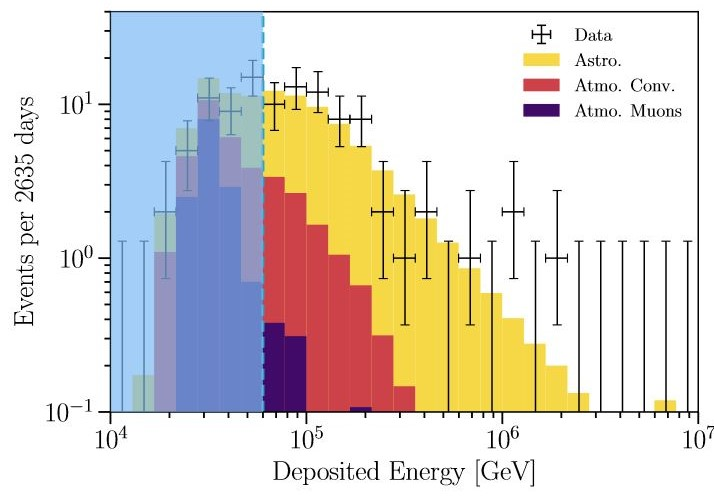 Data
Astro.
Atmo. Conv.
Atmo. Muons
10¹
10⁰
10⁻¹
Events per 2635 days
10⁴
10⁵
10⁶
10⁷
Deposited Energy [GeV]